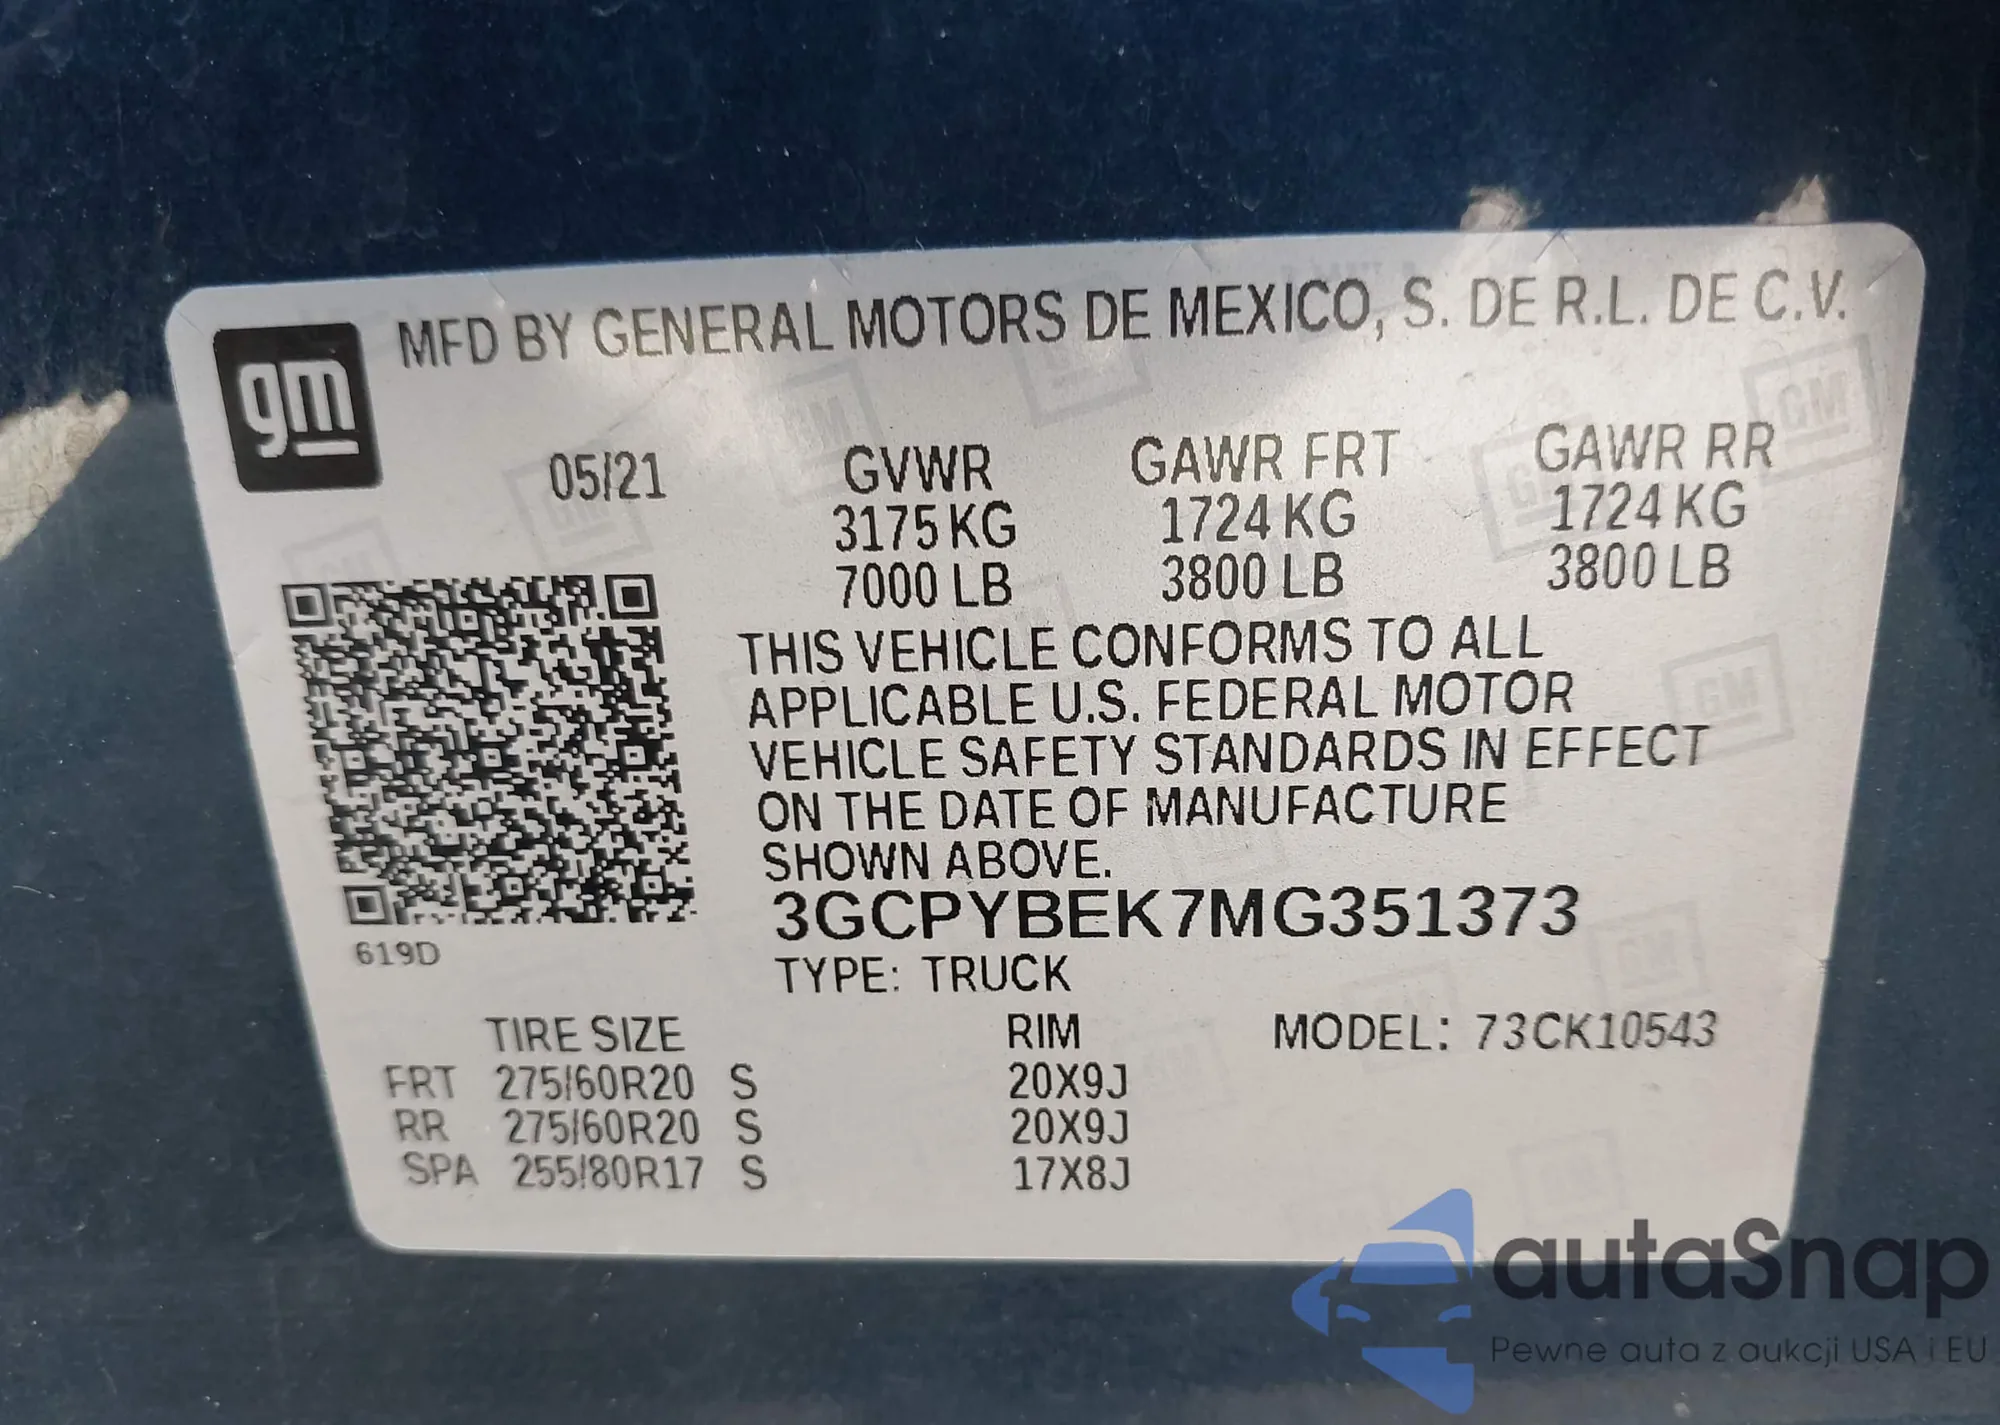 gm
MFD BY GENERAL MOTORS DE MEXICO, S. DE R.L. DE C.V.
05/21 GVWR GAWR FRT GAWR RR
3175 KG 1724 KG 1724 KG
7000 LB 3800 LB 3800 LB
THIS VEHICLE CONFORMS TO ALL
APPLICABLE U.S. FEDERAL MOTOR
VEHICLE SAFETY STANDARDS IN EFFECT
ON THE DATE OF MANUFACTURE
SHOWN ABOVE.
3GCPYBEK7MG351373
619D
TYPE: TRUCK
TIRE SIZE RIM MODEL: 73CK10543
FRT 275/60R20 S 20X9J
RR 275/60R20 S 20X9J
SPA 255/80R17 S 17X8J
autaSnap
Pewne auta z aukcji USA i EU